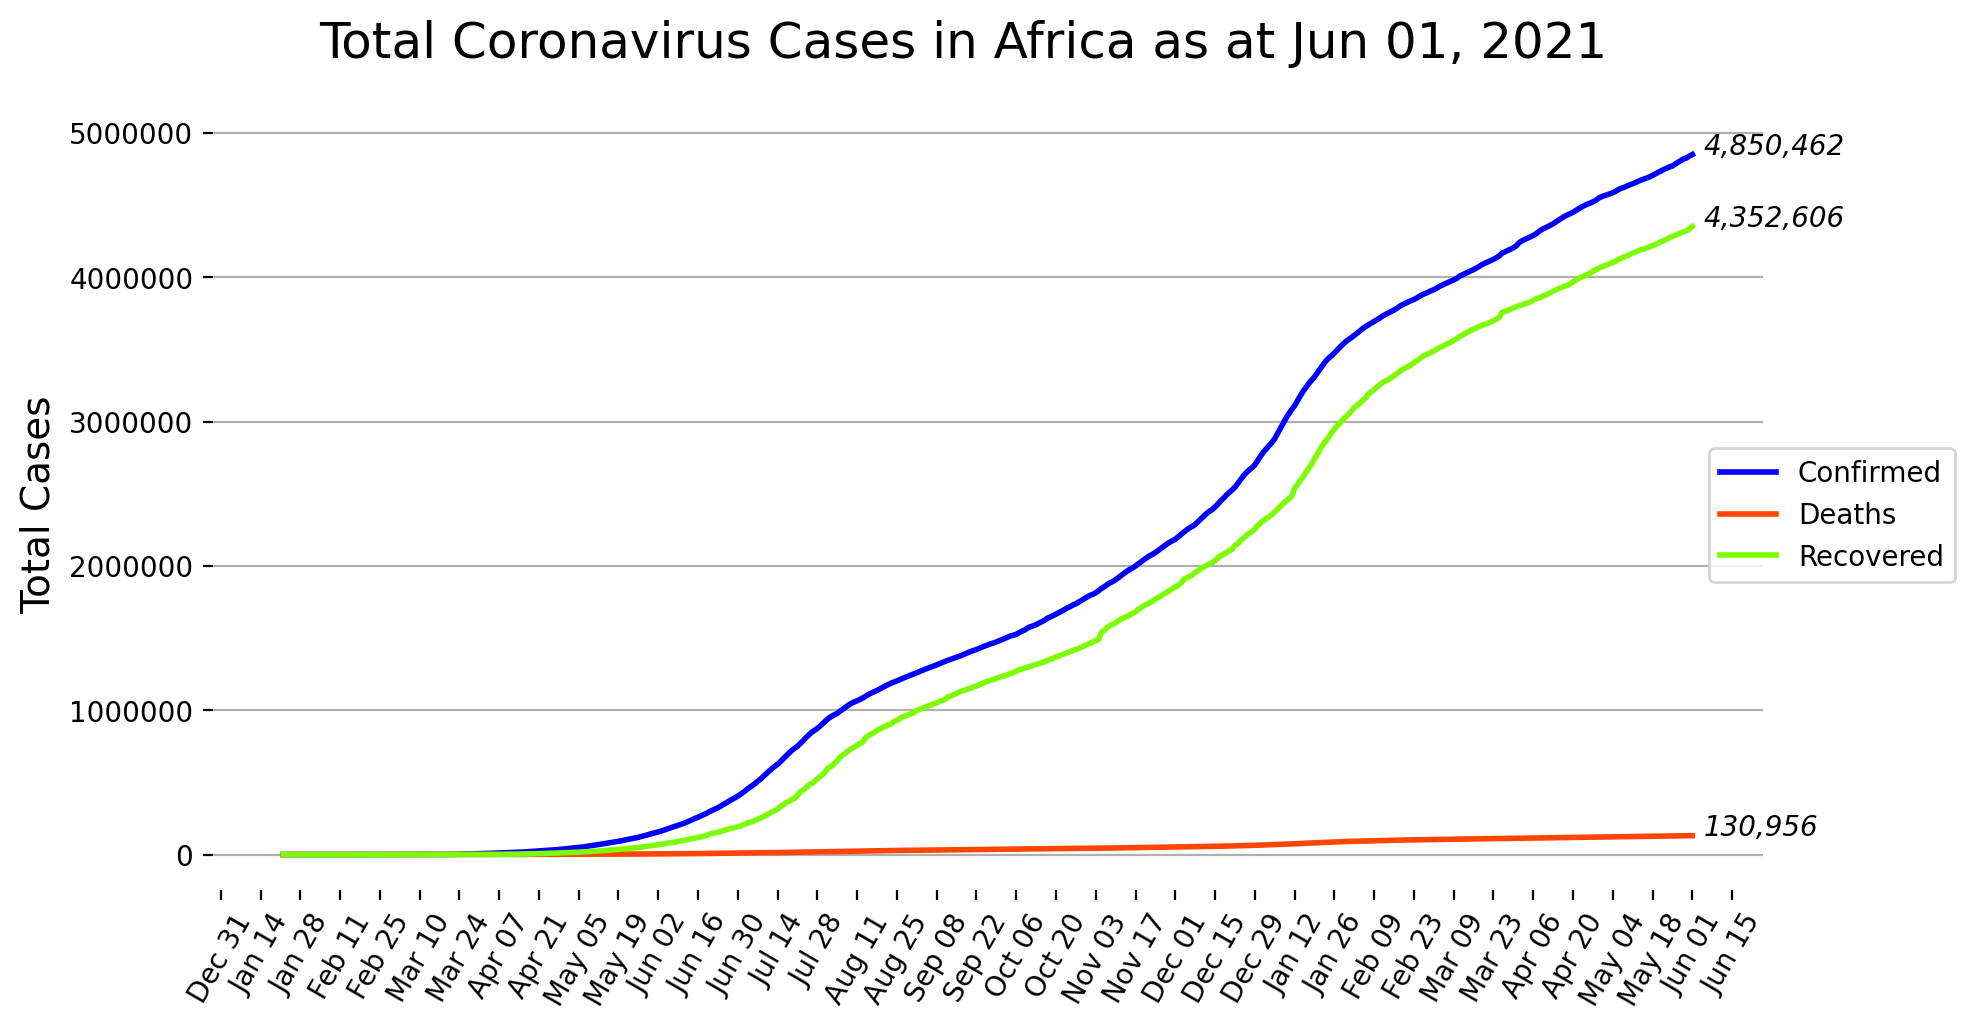 Total Coronavirus Cases in Africa as at Jun 01, 2021
Total Cases
5000000
4000000
3000000
2000000
1000000
0
4,850,462
4,352,606
130,956
Confirmed
Deaths
Recovered
Dec 31
Jan 14
Jan 28
Feb 11
Feb 25
Mar 10
Mar 24
Apr 07
Apr 21
May 05
May 19
Jun 02
Jun 16
Jun 30
Jul 14
Jul 28
Aug 11
Aug 25
Sep 08
Sep 22
Oct 06
Oct 20
Nov 03
Nov 17
Dec 01
Dec 15
Dec 29
Jan 12
Jan 26
Feb 09
Feb 23
Mar 09
Mar 23
Apr 06
Apr 20
May 04
May 18
Jun 01
Jun 15